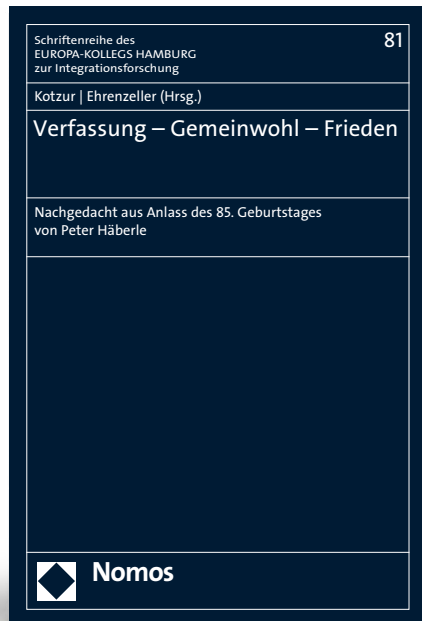 Schriftenreihe des
EUROPA-KOLLEGS HAMBURG
zur Integrationsforschung
81
Kotzur | Ehrenzeller (Hrsg.)
Verfassung – Gemeinwohl – Frieden
Nachgedacht aus Anlass des 85. Geburtstages
von Peter Häberle
Nomos